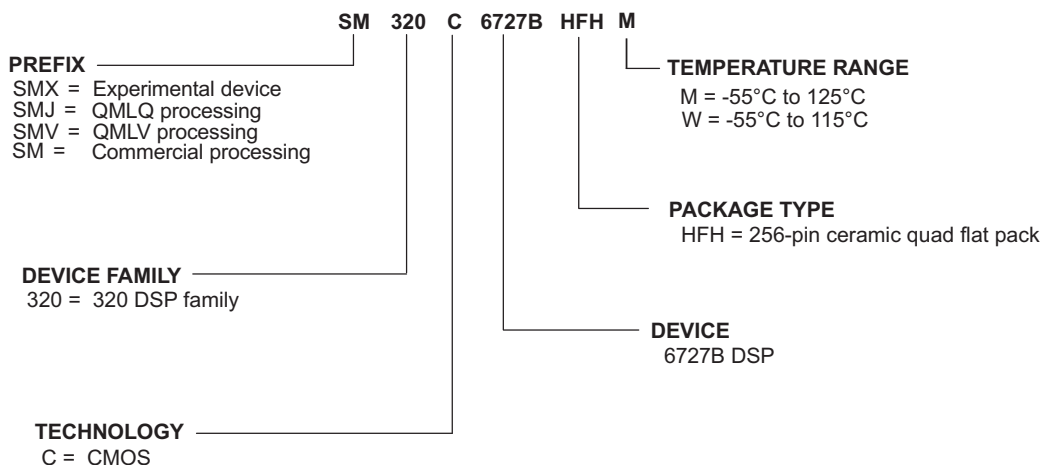 SM 320 C 6727B HFH M
PREFIX
SMX = Experimental device
SMJ = QMLQ processing
SMV = QMLV processing
SM = Commercial processing
TEMPERATURE RANGE
M = -55°C to 125°C
W = -55°C to 115°C
PACKAGE TYPE
HFH = 256-pin ceramic quad flat pack
DEVICE FAMILY
320 = 320 DSP family
DEVICE
6727B DSP
TECHNOLOGY
C = CMOS